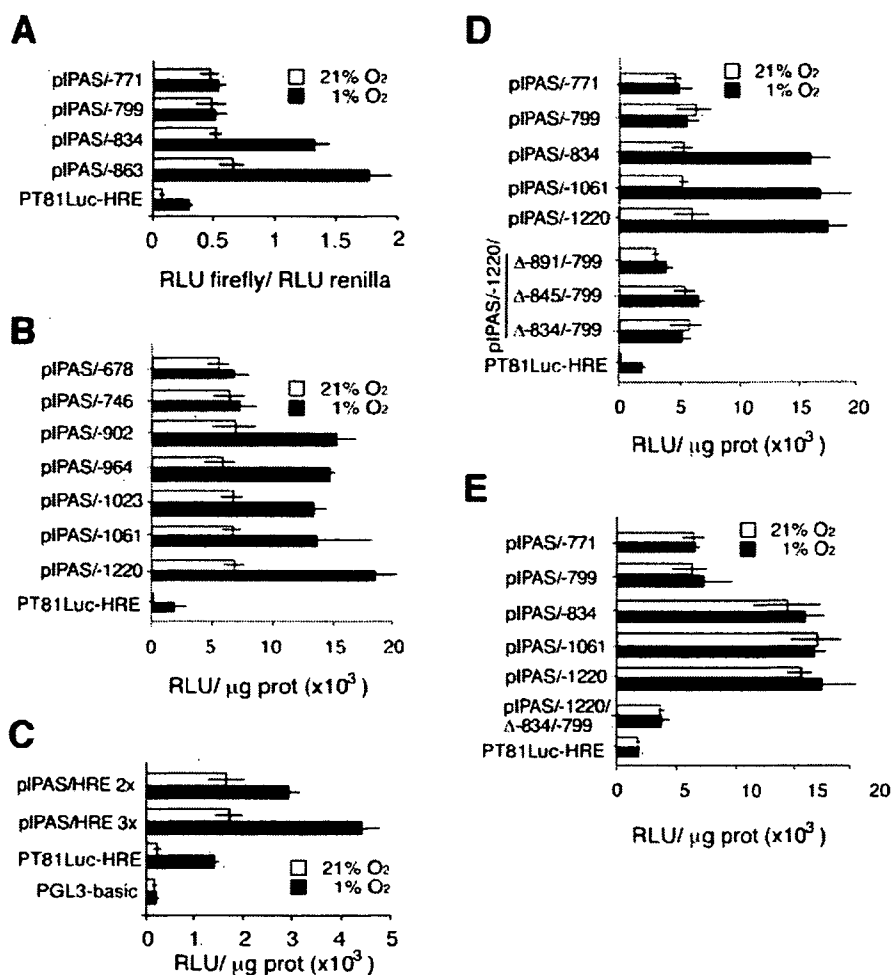 A
21% O2
1% O2
pIPAS/-771
pIPAS/-799
pIPAS/-834
pIPAS/-863
PT81Luc-HRE
0 0.5 1 1.5 2
RLU firefly/ RLU renilla
B
21% O2
1% O2
pIPAS/-678
pIPAS/-746
pIPAS/-902
pIPAS/-964
pIPAS/-1023
pIPAS/-1061
pIPAS/-1220
PT81Luc-HRE
0 5 10 15 20
RLU/ µg prot (x10³)
C
pIPAS/HRE 2x
pIPAS/HRE 3x
PT81Luc-HRE
PGL3-basic
21% O2
1% O2
0 1 2 3 4 5
RLU/ µg prot (x10³)
D
21% O2
1% O2
pIPAS/-771
pIPAS/-799
pIPAS/-834
pIPAS/-1061
pIPAS/-1220
pIPAS/-1220/
Δ-891/-799
Δ-845/-799
Δ-834/-799
PT81Luc-HRE
0 5 10 15 20
RLU/ µg prot (x10³)
E
21% O2
1% O2
pIPAS/-771
pIPAS/-799
pIPAS/-834
pIPAS/-1061
pIPAS/-1220
pIPAS/-1220/
Δ-834/-799
PT81Luc-HRE
0 5 10 15 20
RLU/ µg prot (x10³)